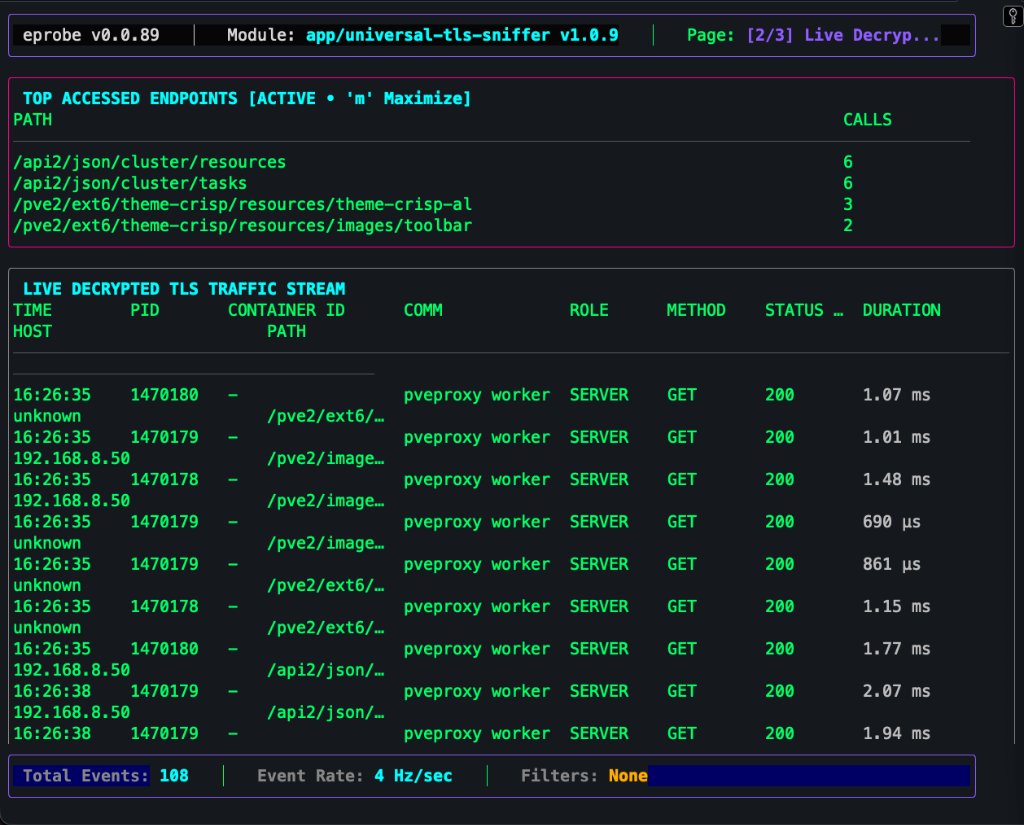 eprobe v0.0.89 │ Module: app/universal-tls-sniffer v1.0.9 │ Page: [2/3] Live Decryp...
TOP ACCESSED ENDPOINTS [ACTIVE • 'm' Maximize]
PATH CALLS
/api2/json/cluster/resources 6
/api2/json/cluster/tasks 6
/pve2/ext6/theme-crisp/resources/theme-crisp-al 3
/pve2/ext6/theme-crisp/resources/images/toolbar 2
LIVE DECRYPTED TLS TRAFFIC STREAM
TIME PID CONTAINER ID COMM ROLE METHOD STATUS … DURATION
HOST PATH
16:26:35 1470180 – pveproxy worker SERVER GET 200 1.07 ms
unknown /pve2/ext6/…
16:26:35 1470179 – pveproxy worker SERVER GET 200 1.01 ms
192.168.8.50 /pve2/image…
16:26:35 1470178 – pveproxy worker SERVER GET 200 1.48 ms
192.168.8.50 /pve2/image…
16:26:35 1470179 – pveproxy worker SERVER GET 200 690 µs
unknown /pve2/image…
16:26:35 1470179 – pveproxy worker SERVER GET 200 861 µs
unknown /pve2/ext6/…
16:26:35 1470178 – pveproxy worker SERVER GET 200 1.15 ms
unknown /pve2/ext6/…
16:26:35 1470180 – pveproxy worker SERVER GET 200 1.77 ms
192.168.8.50 /api2/json/…
16:26:38 1470179 – pveproxy worker SERVER GET 200 2.07 ms
192.168.8.50 /api2/json/…
16:26:38 1470179 – pveproxy worker SERVER GET 200 1.94 ms
Total Events: 108 │ Event Rate: 4 Hz/sec │ Filters: None